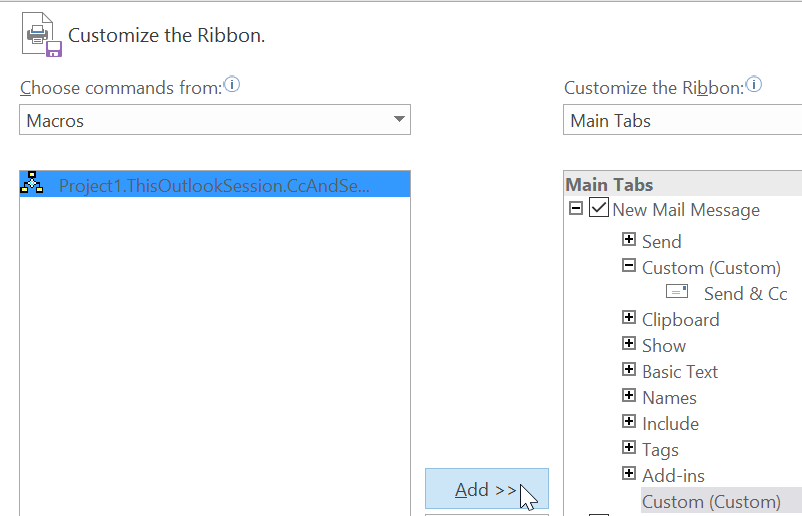 Customize the Ribbon.
Choose commands from:
Customize the Ribbon:
Macros
Main Tabs
Project1.ThisOutlookSession.CcAndSe...
Main Tabs
New Mail Message
Send
Custom (Custom)
Send & Cc
Clipboard
Show
Basic Text
Names
Include
Tags
Add-ins
Add >>
Custom (Custom)